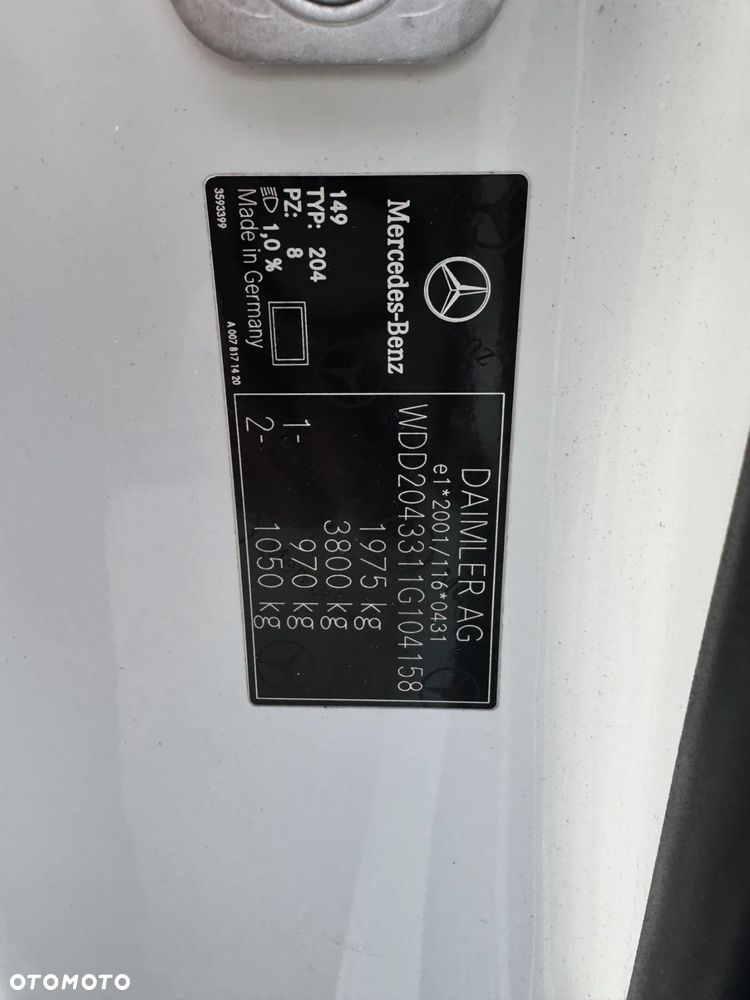 Mercedes-Benz
149
TYP: 204
PZ: 8
1,0 %
Made in Germany
3593399
A 007 817 14 20
DAIMLER AG
e1*2001/116*0431
WDD2043311G104158
1975 kg
3800 kg
1- 970 kg
2- 1050 kg
OTOMOTO